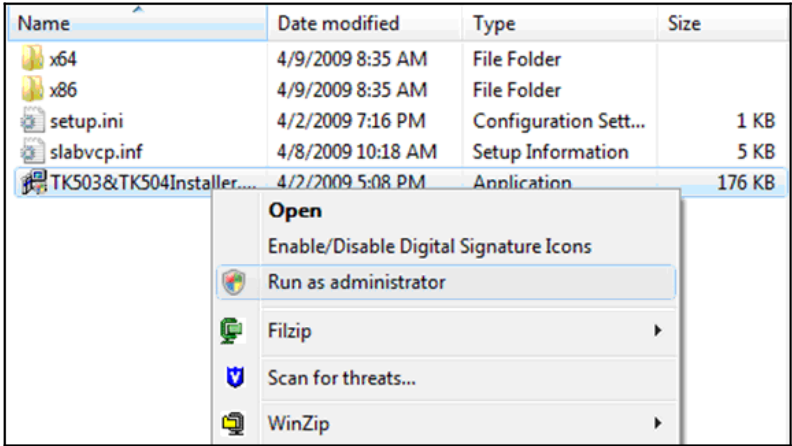 Name Date modified Type Size
x64 4/9/2009 8:35 AM File Folder
x86 4/9/2009 8:35 AM File Folder
setup.ini 4/2/2009 7:16 PM Configuration Sett... 1 KB
slabvcp.inf 4/8/2009 10:18 AM Setup Information 5 KB
TK503&TK504Installer.... 4/2/2009 5:08 PM Application 176 KB
Open
Enable/Disable Digital Signature Icons
Run as administrator
Filzip
Scan for threats...
WinZip